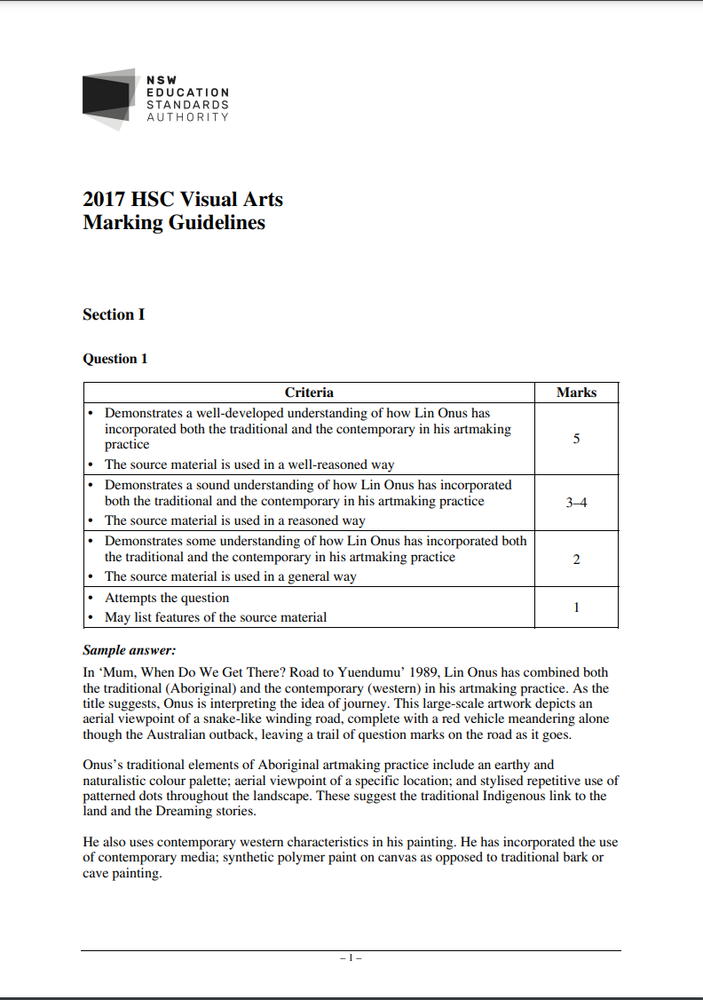 NSW
EDUCATION
STANDARDS
AUTHORITY
2017 HSC Visual Arts
Marking Guidelines
Section I
Question 1
Criteria
Marks
• Demonstrates a well-developed understanding of how Lin Onus has
incorporated both the traditional and the contemporary in his artmaking
practice
• The source material is used in a well-reasoned way
5
• Demonstrates a sound understanding of how Lin Onus has incorporated
both the traditional and the contemporary in his artmaking practice
• The source material is used in a reasoned way
3–4
• Demonstrates some understanding of how Lin Onus has incorporated both
the traditional and the contemporary in his artmaking practice
• The source material is used in a general way
2
• Attempts the question
• May list features of the source material
1
Sample answer:
In ‘Mum, When Do We Get There? Road to Yuendumu’ 1989, Lin Onus has combined both
the traditional (Aboriginal) and the contemporary (western) in his artmaking practice. As the
title suggests, Onus is interpreting the idea of journey. This large-scale artwork depicts an
aerial viewpoint of a snake-like winding road, complete with a red vehicle meandering alone
though the Australian outback, leaving a trail of question marks on the road as it goes.
Onus’s traditional elements of Aboriginal artmaking practice include an earthy and
naturalistic colour palette; aerial viewpoint of a specific location; and stylised repetitive use of
patterned dots throughout the landscape. These suggest the traditional Indigenous link to the
land and the Dreaming stories.
He also uses contemporary western characteristics in his painting. He has incorporated the use
of contemporary media; synthetic polymer paint on canvas as opposed to traditional bark or
cave painting.
– 1 –